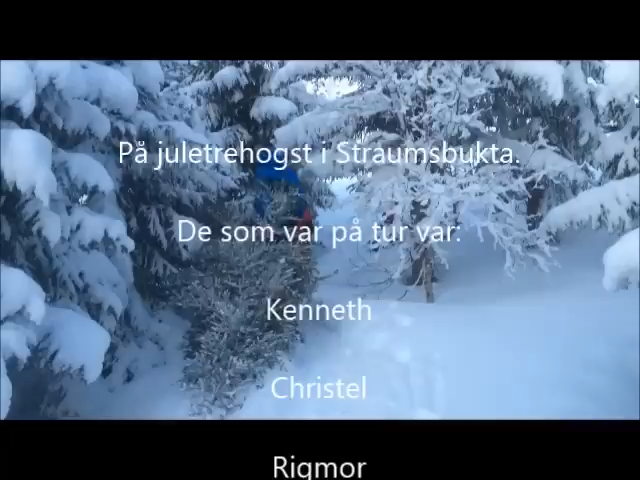 På juletrehogst i Straumsbukta.
De som var på tur var:
Kenneth
Christel
Rigmor